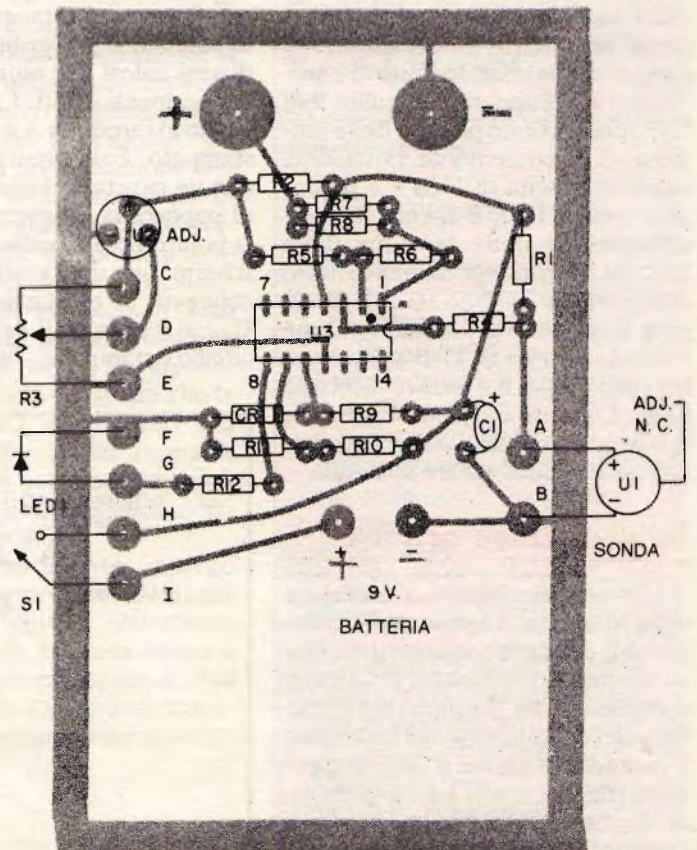 + -
R2
R7
U2 ADJ.
R8
R5 R6
R1
C
7 1
R4
D
U3
R3
E
8 14
ADJ.
N. C.
CR1 R9
+
C1
A
F
R11 R10
+
U1
-
G
R12
B
LED1
H
SONDA
+ -
S1
I
9 V.
BATTERIA